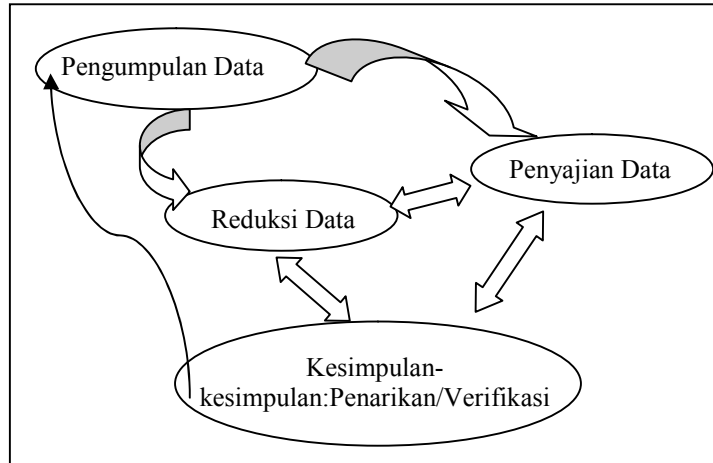 Pengumpulan Data
Penyajian Data
Reduksi Data
Kesimpulan-
kesimpulan:Penarikan/Verifikasi